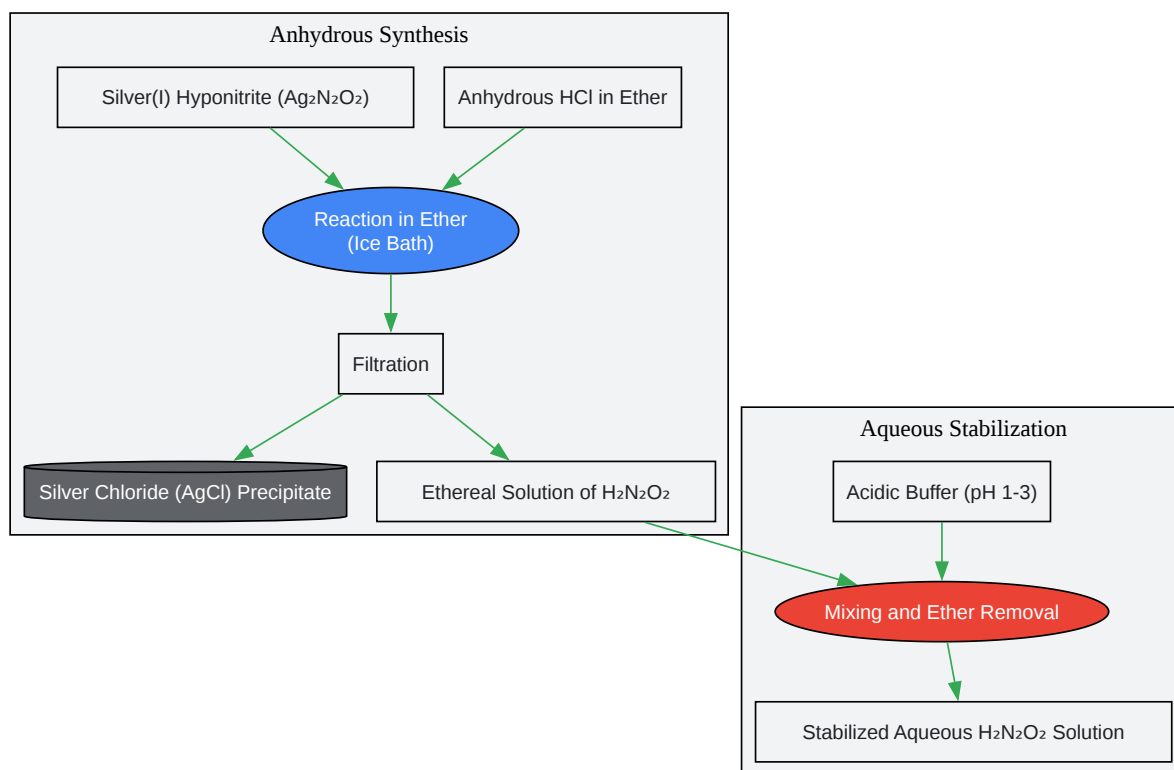 Anhydrous Synthesis
Silver(I) Hyponitrite (Ag₂N₂O₂)
Anhydrous HCl in Ether
Reaction in Ether
(Ice Bath)
Filtration
Silver Chloride (AgCl) Precipitate
Ethereal Solution of H₂N₂O₂
Aqueous Stabilization
Acidic Buffer (pH 1-3)
Mixing and Ether Removal
Stabilized Aqueous H₂N₂O₂ Solution